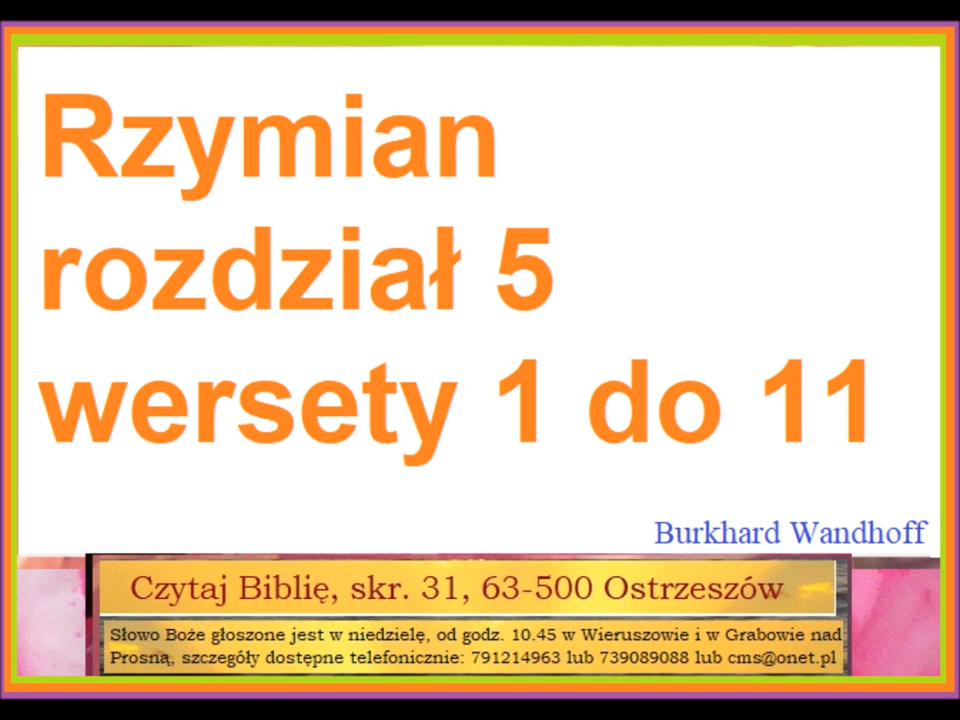 Rzymian
rozdział 5
wersety 1 do 11
Burkhard Wandhoff
Czytaj Biblię, skr. 31, 63-500 Ostrzeszów
Słowo Boże głoszone jest w niedzielę, od godz. 10.45 w Wieruszowie i w Grabowie nad
Prosną, szczegóły dostępne telefonicznie: 791214963 lub 739089088 lub cms@onet.pl